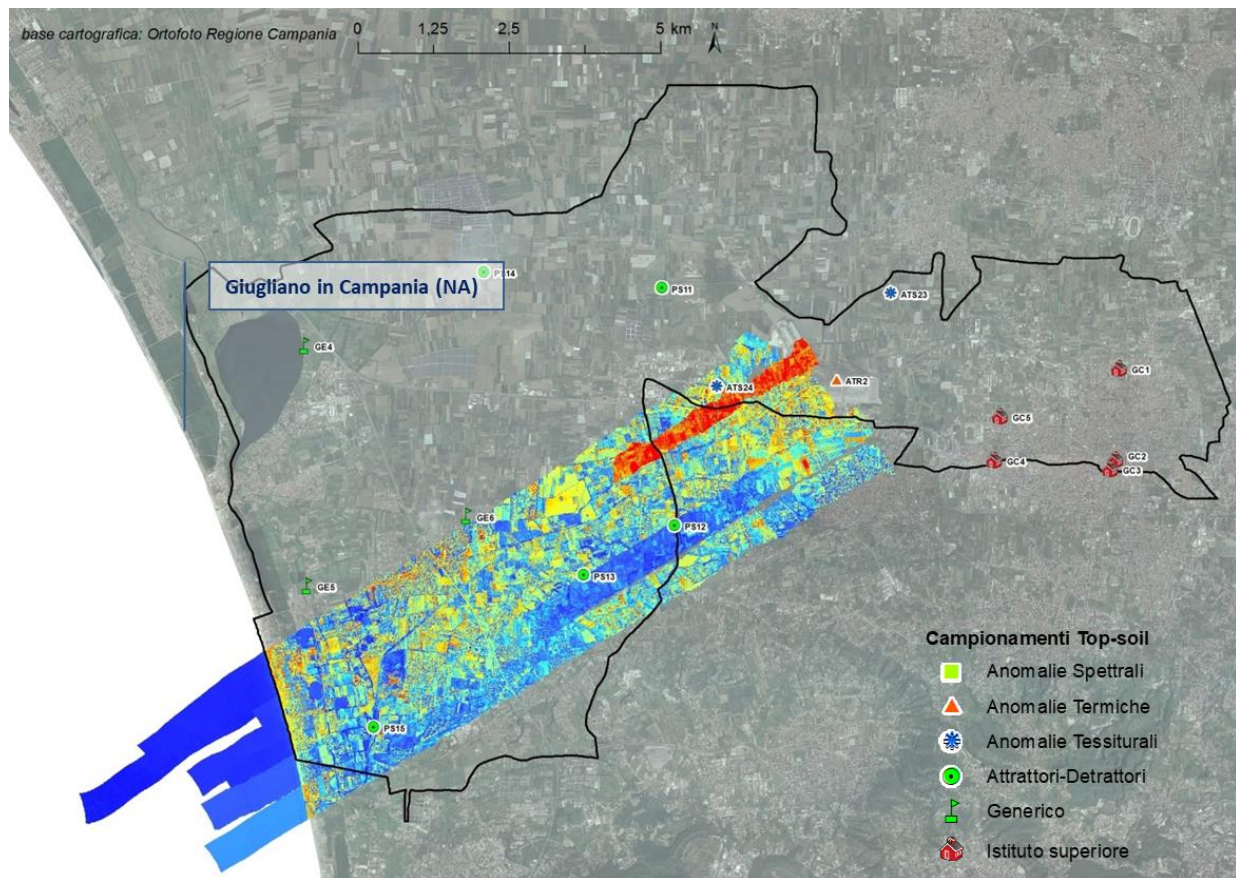 base cartografica: Ortofoto Regione Campania
0 1,25 2,5 5 km
N
Giugliano in Campania (NA)
PS14
PS11
ATS23
GE4
ATS24
ATR2
GC1
GC5
GC4
GC2
GC3
GE6
PS12
PS13
GE5
PS15
Campionamenti Top-soil
Anomalie Spettrali
Anomalie Termiche
Anomalie Tessiturali
Attrattori-Detrattori
Generico
Istituto superiore